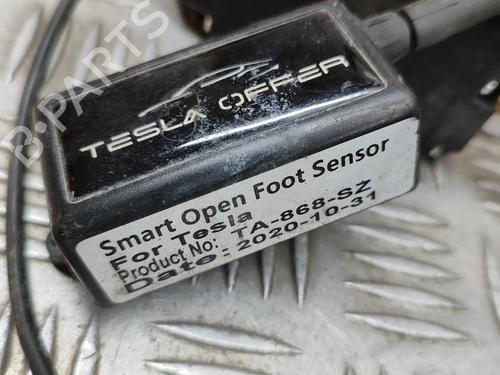 B-PARTS
TESLA OFFER
Smart Open Foot Sensor
For Tesla
Product No: TA-868-SZ
Date: 2020-10-31